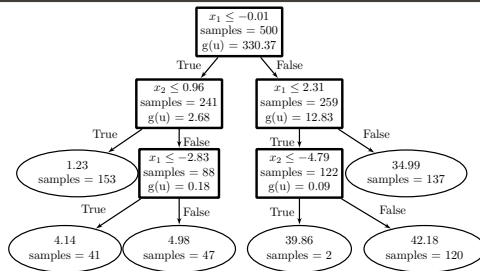 x₁ ≤ −0.01
samples = 500
g(u) = 330.37
True
False
x₂ ≤ 0.96
samples = 241
g(u) = 2.68
x₁ ≤ 2.31
samples = 259
g(u) = 12.83
True
False
True
False
1.23
samples = 153
x₁ ≤ −2.83
samples = 88
g(u) = 0.18
x₂ ≤ −4.79
samples = 122
g(u) = 0.09
34.99
samples = 137
True
False
True
False
4.14
samples = 41
4.98
samples = 47
39.86
samples = 2
42.18
samples = 120